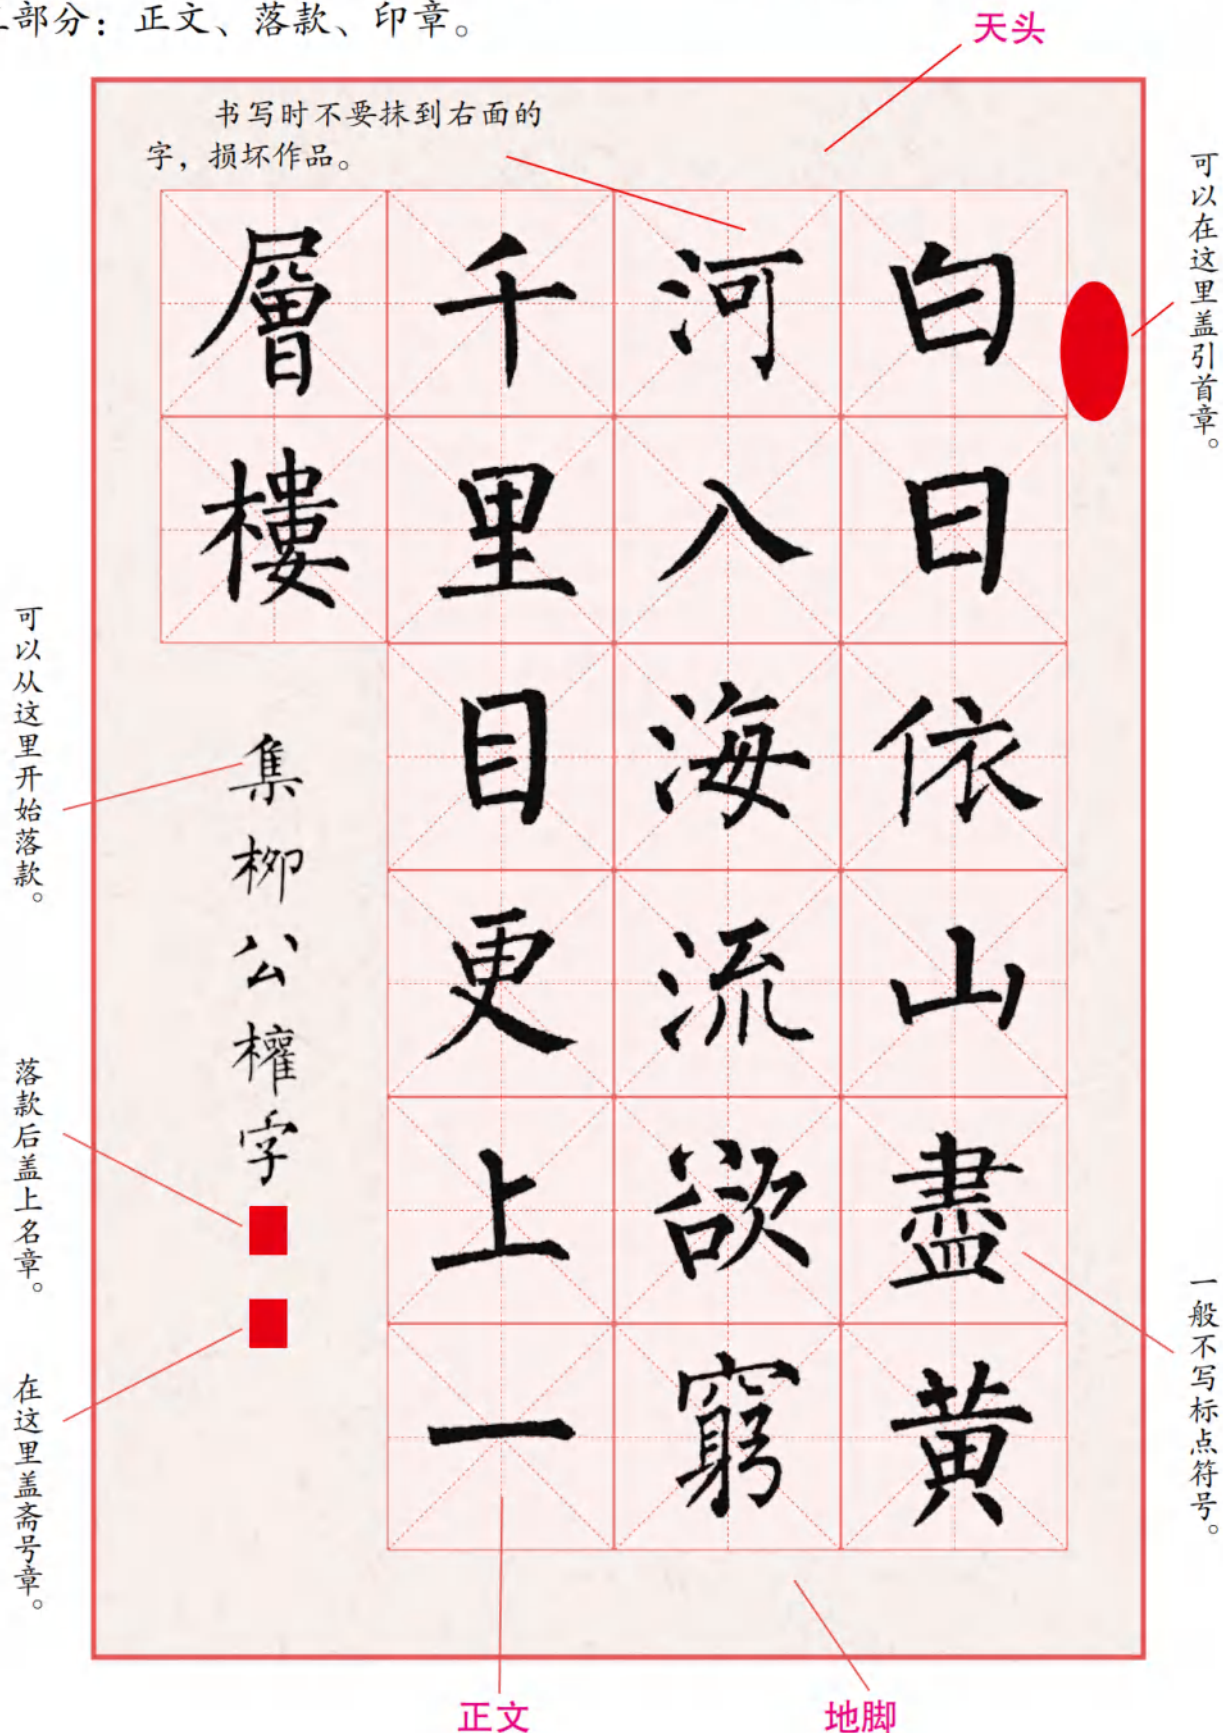 部分：正文、落款、印章。
天头
书写时不要抹到右面的
字，损坏作品。
可以在这里盖引首章。
白日依山盡黄
河入海流欲窮
千里目更上一
層樓
集柳公權字
可以从这里开始落款。
落款后盖上名章。
在这里盖斋号章。
一般不写标点符号。
正文
地脚